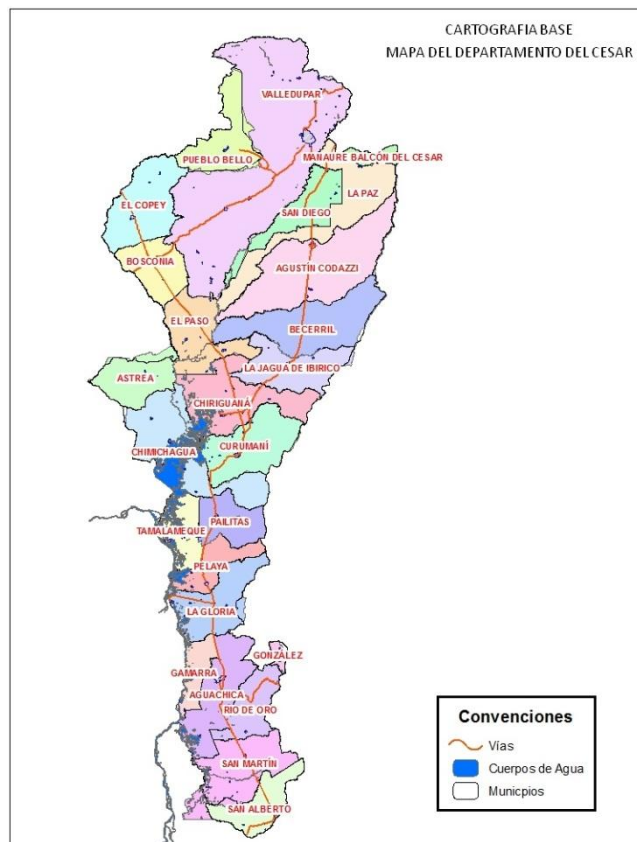 CARTOGRAFIA BASE
MAPA DEL DEPARTAMENTO DEL CESAR
VALLEDUPAR
PUEBLO BELLO
MANAURE BALCÓN DEL CESAR
LA PAZ
EL COPEY
SAN DIEGO
BOSCONIA
AGUSTÍN CODAZZI
EL PASO
BECERRIL
LA JAGUA DE IBIRICO
ASTREA
CHIRIGUANÁ
CURUMANÍ
CHIMICHAGUA
PAILITAS
TAMALAMEQUE
PELAYA
LA GLORIA
GONZÁLEZ
GAMARRA
AGUACHICA
RIO DE ORO
SAN MARTÍN
SAN ALBERTO
Convenciones
Vías
Cuerpos de Agua
Municpios